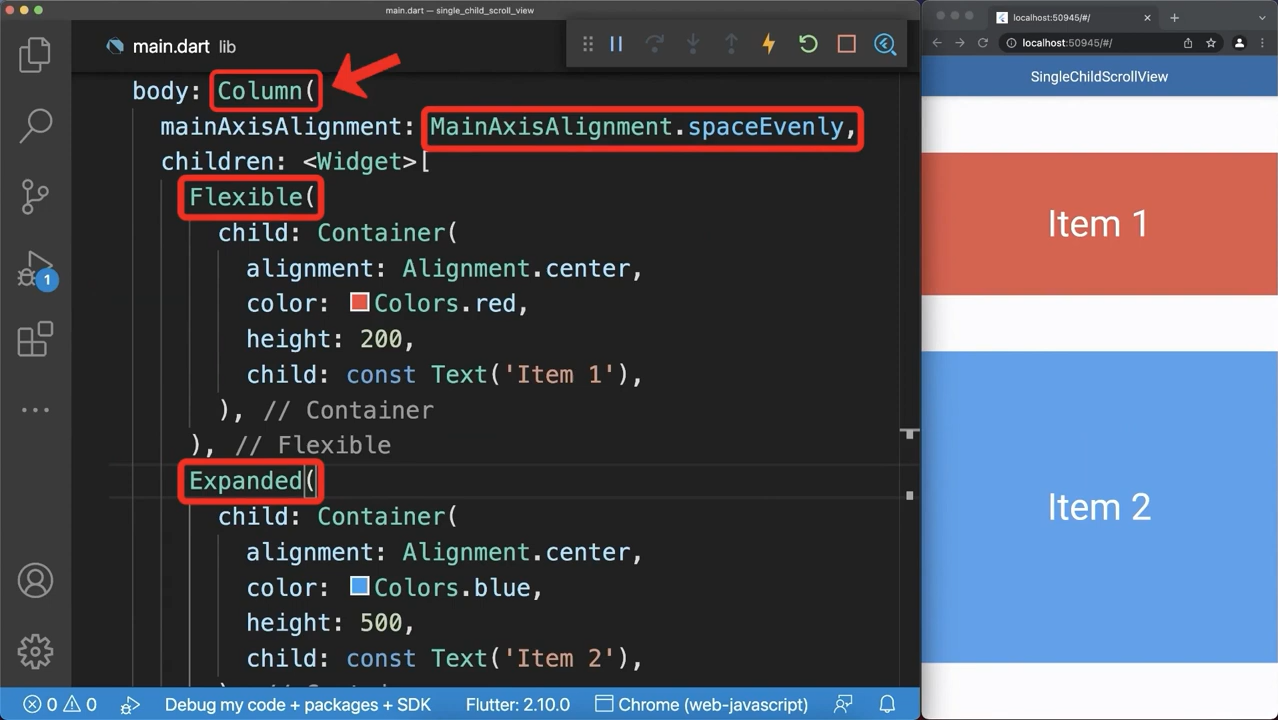 main.dart — single_child_scroll_view
main.dart lib
body: Column(
mainAxisAlignment: MainAxisAlignment.spaceEvenly,
children: <Widget>[
Flexible(
child: Container(
alignment: Alignment.center,
color: Colors.red,
height: 200,
child: const Text('Item 1'),
), // Container
), // Flexible
Expanded(
child: Container(
alignment: Alignment.center,
color: Colors.blue,
height: 500,
child: const Text('Item 2'),
1
0 0
Debug my code + packages + SDK
Flutter: 2.10.0
Chrome (web-javascript)
localhost:50945/#/
localhost:50945/#/
SingleChildScrollView
Item 1
Item 2